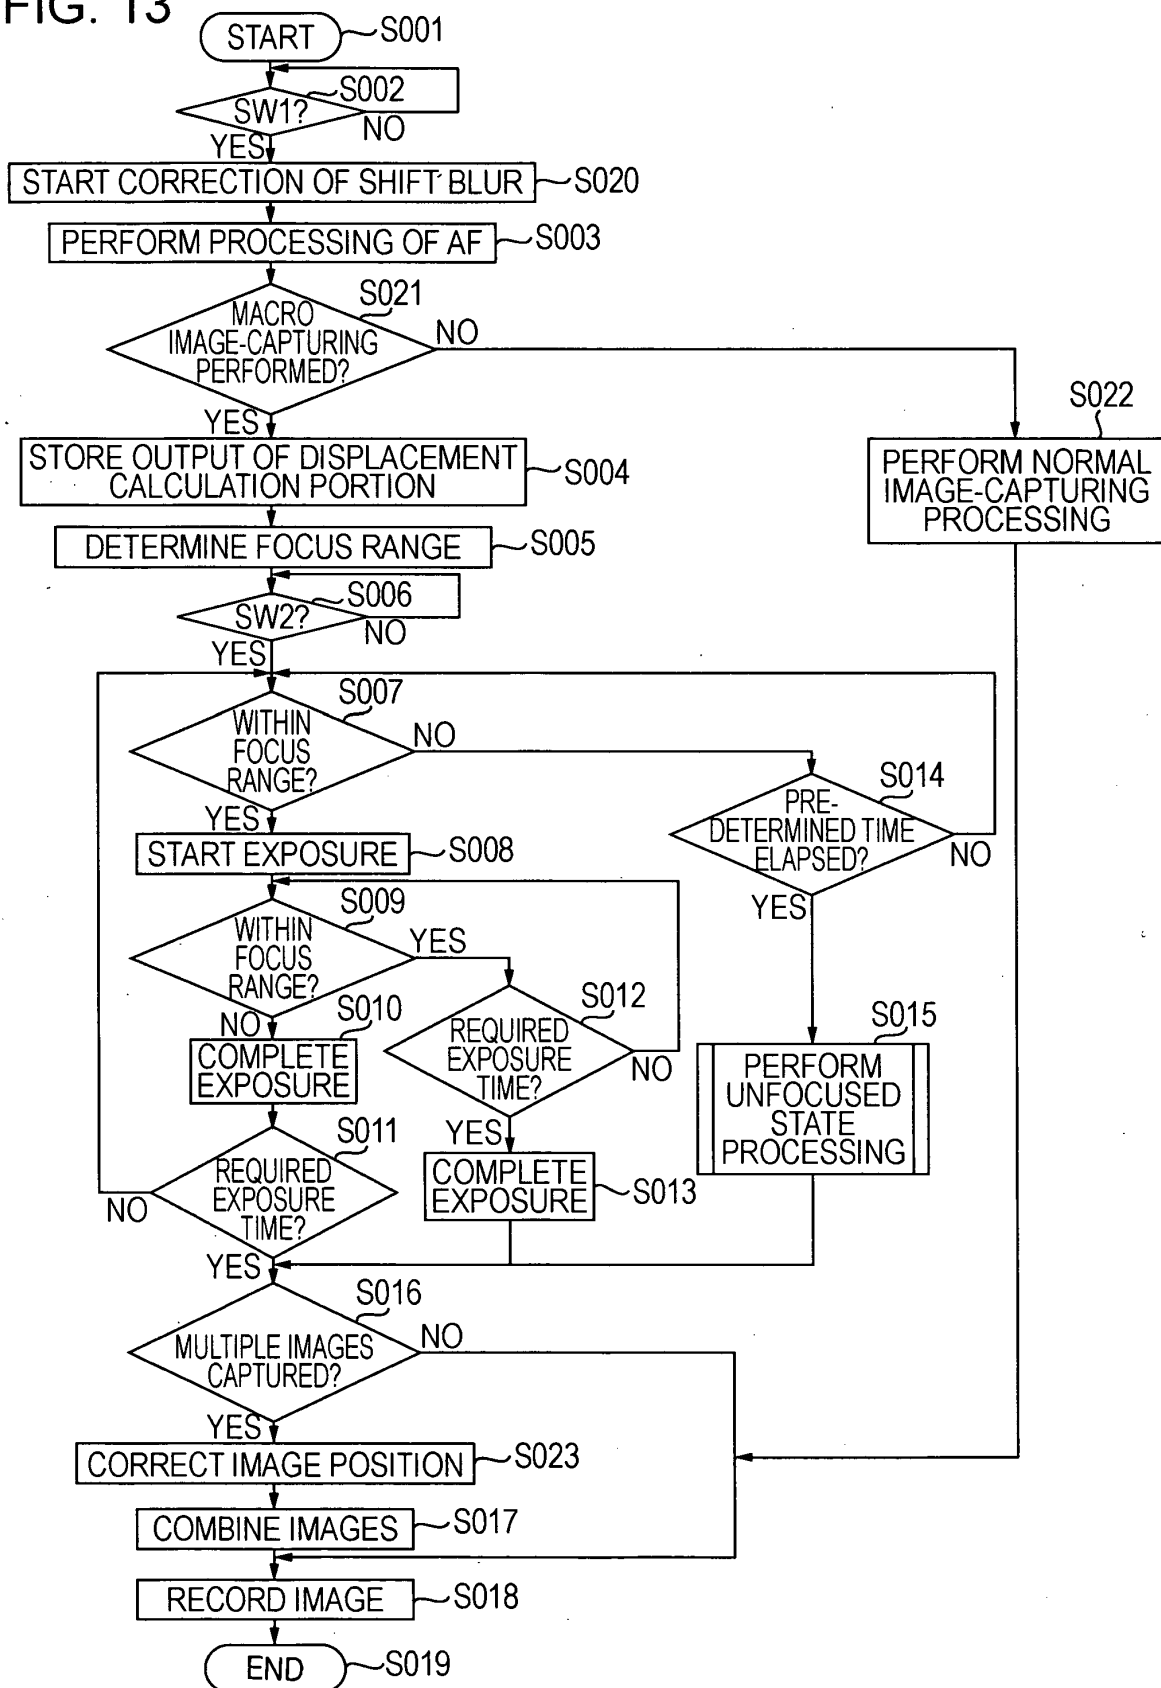 FIG. 13
START
S001
S002
SW1?
NO
YES
START CORRECTION OF SHIFT BLUR
S020
PERFORM PROCESSING OF AF
S003
S021
MACRO
IMAGE-CAPTURING
PERFORMED?
NO
YES
S022
STORE OUTPUT OF DISPLACEMENT
CALCULATION PORTION
S004
PERFORM NORMAL
IMAGE-CAPTURING
PROCESSING
DETERMINE FOCUS RANGE
S005
S006
SW2?
NO
YES
S007
WITHIN
FOCUS
RANGE?
NO
YES
S014
PRE-
DETERMINED TIME
ELAPSED?
NO
YES
START EXPOSURE
S008
S009
WITHIN
FOCUS
RANGE?
YES
NO
S010
COMPLETE
EXPOSURE
S012
REQUIRED
EXPOSURE
TIME?
NO
YES
S015
PERFORM
UNFOCUSED
STATE
PROCESSING
S011
REQUIRED
EXPOSURE
TIME?
NO
YES
COMPLETE
EXPOSURE
S013
S016
MULTIPLE IMAGES
CAPTURED?
NO
YES
CORRECT IMAGE POSITION
S023
COMBINE IMAGES
S017
RECORD IMAGE
S018
END
S019